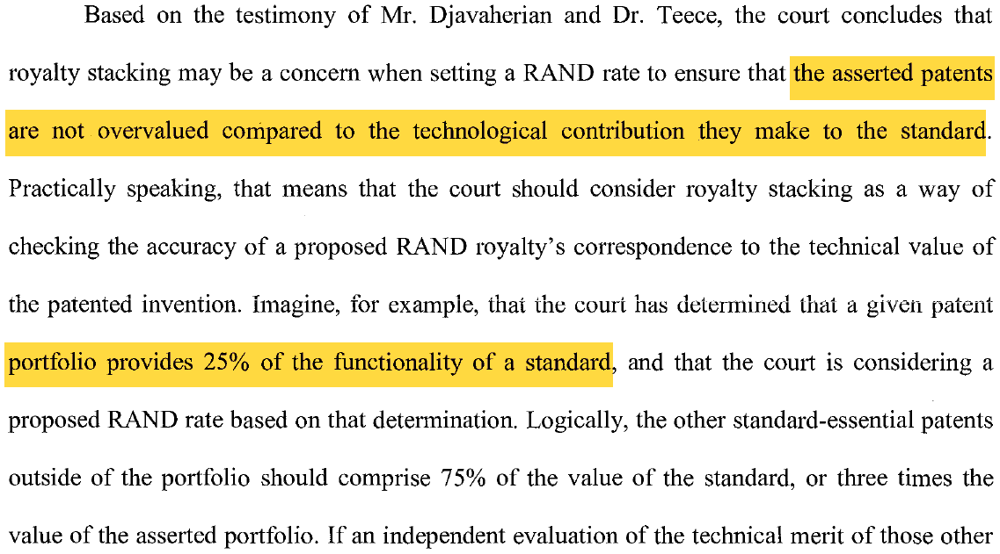 Based on the testimony of Mr. Djavaherian and Dr. Teece, the court concludes that
royalty stacking may be a concern when setting a RAND rate to ensure that the asserted patents
are not overvalued compared to the technological contribution they make to the standard.
Practically speaking, that means that the court should consider royalty stacking as a way of
checking the accuracy of a proposed RAND royalty’s correspondence to the technical value of
the patented invention. Imagine, for example, that the court has determined that a given patent
portfolio provides 25% of the functionality of a standard, and that the court is considering a
proposed RAND rate based on that determination. Logically, the other standard-essential patents
outside of the portfolio should comprise 75% of the value of the standard, or three times the
value of the asserted portfolio. If an independent evaluation of the technical merit of those other